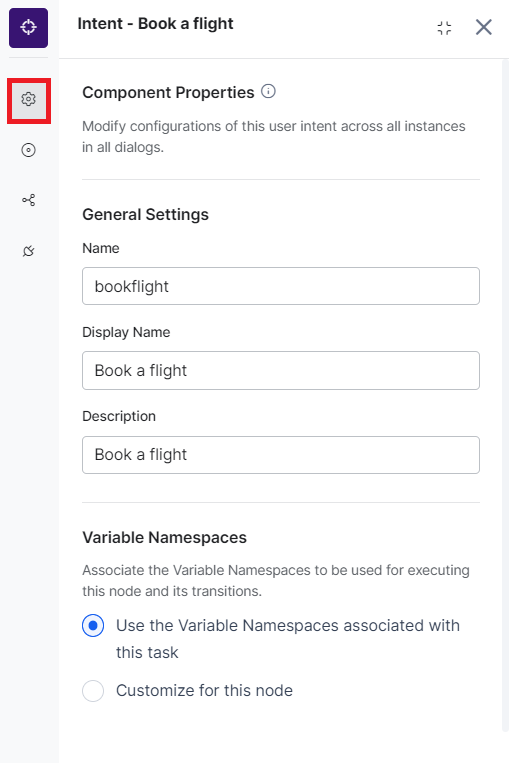 Intent - Book a flight
Component Properties
Modify configurations of this user intent across all instances
in all dialogs.
General Settings
Name
bookflight
Display Name
Book a flight
Description
Book a flight
Variable Namespaces
Associate the Variable Namespaces to be used for executing
this node and its transitions.
Use the Variable Namespaces associated with
this task
Customize for this node